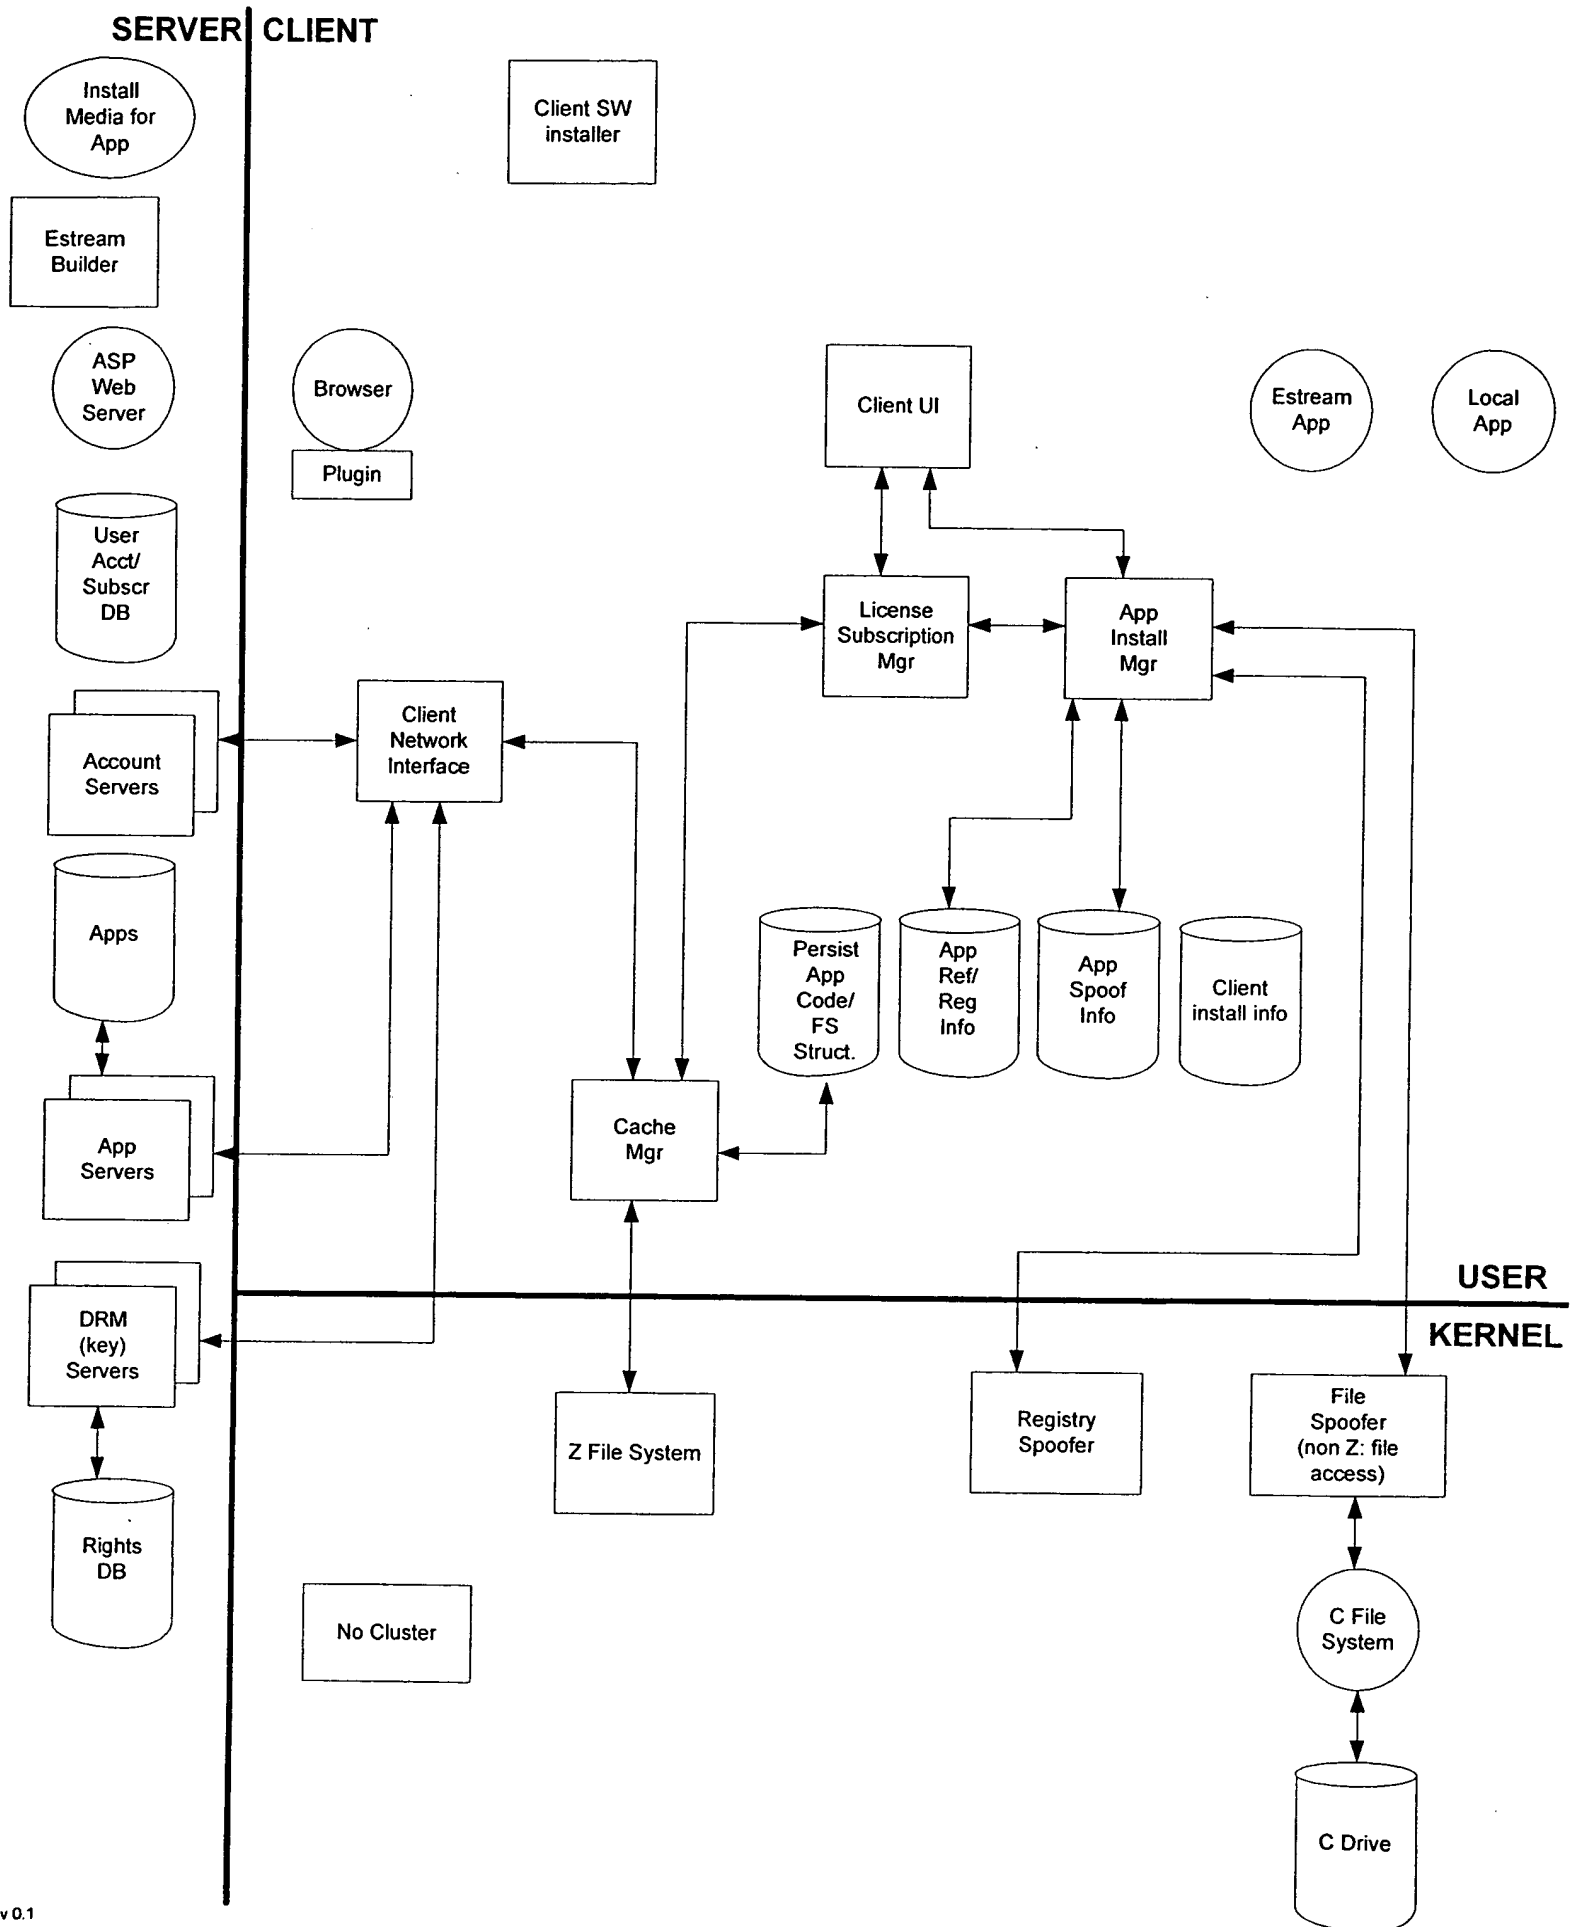 SERVER CLIENT
Install
Media for
App
Client SW
installer
Estream
Builder
ASP
Web
Server
Browser
Plugin
Client UI
Estream
App
Local
App
User
Acct/
Subscr
DB
License
Subscription
Mgr
App
Install
Mgr
Client
Network
Interface
Account
Servers
Apps
Persist
App
Code/
FS
Struct.
App
Ref/
Reg
Info
App
Spoof
Info
Client
install info
App
Servers
Cache
Mgr
USER
KERNEL
DRM
(key)
Servers
Z File System
Registry
Spoofer
File
Spoofer
(non Z: file
access)
Rights
DB
No Cluster
C File
System
C Drive
v 0.1